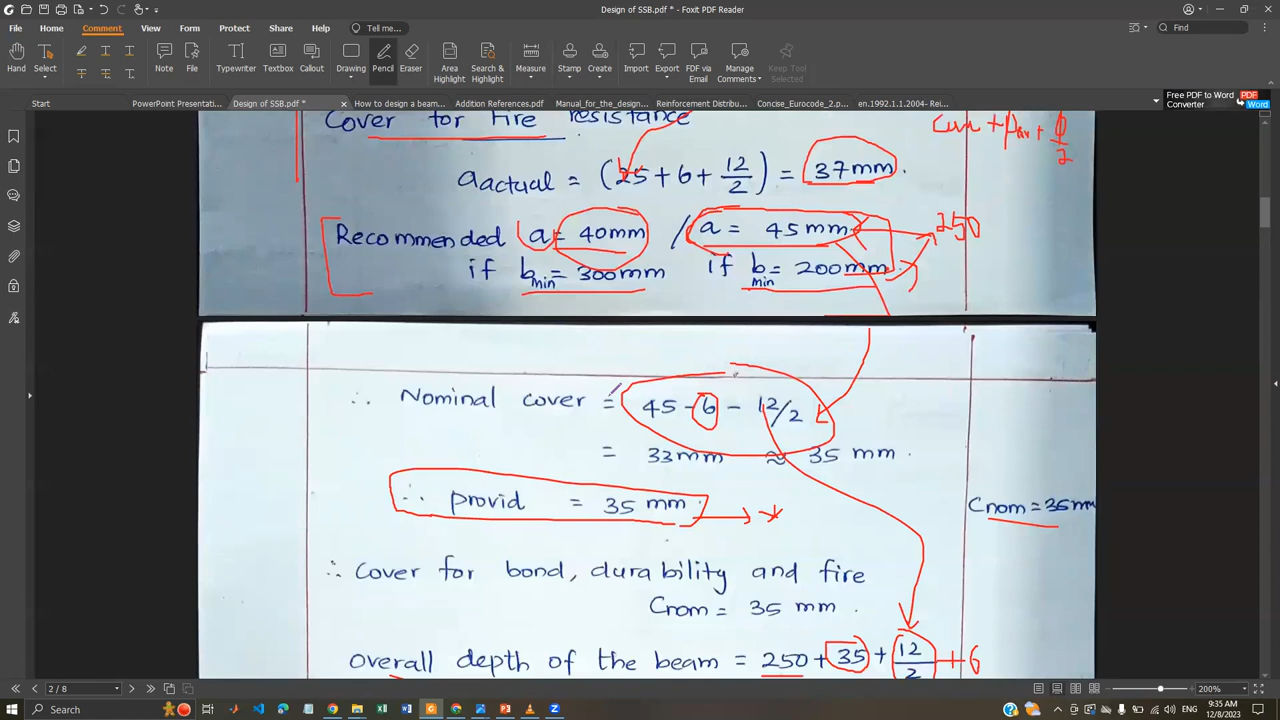 Design of SSB.pdf * - Foxit PDF Reader
File Home Comment View Form Protect Share Help Tell me... Find
Hand Select Note File Typewriter Textbox Callout Drawing Pencil Eraser Area Highlight Search & Highlight Measure Stamp Create Import Export FDF via Email Manage Comments Keep Tool Selected
Start PowerPoint Presentati... Design of SSB.pdf * How to design a beam... Addition References.pdf Manual_for_the_design... Reinforcement Distribu... Concise_Eurocode_2.p... en.1992.1.1.2004- Rei...
Free PDF to Word Converter
PDF Word
Cover for Fire resistance
aactual = (25 + 6 + 12/2) = 37mm.
Recommended a = 40mm / a = 45 mm 250
if bmin = 300mm if bmin = 200mm.
∴ Nominal cover = 45 - 6 - 12/2
= 33mm ≈ 35 mm.
∴ provid = 35 mm.
Cnom = 35mm
∴ cover for bond, durability and fire
Cnom = 35 mm.
Overall depth of the beam = 250 + 35 + 12/2 + 6
2 / 8
200%
Search
9:35 AM
12/8/2023